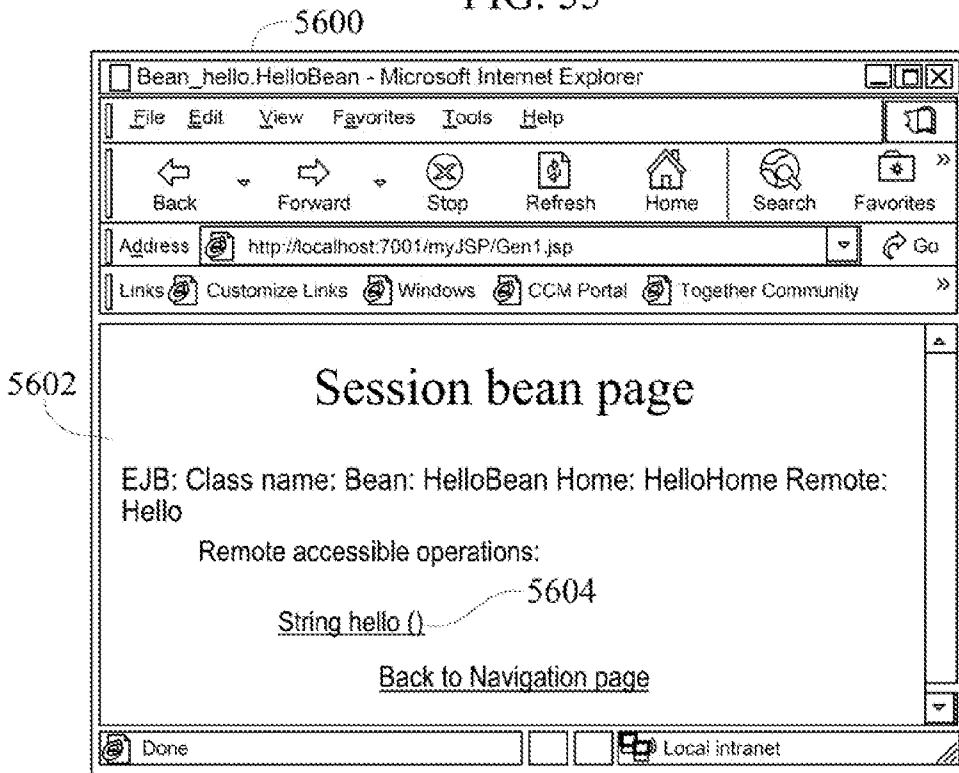 FIG. 55
5600
Bean_hello.HelloBean - Microsoft Internet Explorer
File Edit View Favorites Tools Help
Back Forward Stop Refresh Home Search Favorites »
Address http://localhost:7001/myJSP/Gen1.jsp Go
Links Customize Links Windows CCM Portal Together Community »
5602
Session bean page
EJB: Class name: Bean: HelloBean Home: HelloHome Remote:
Hello
Remote accessible operations:
5604
String hello ()
Back to Navigation page
Done Local intranet